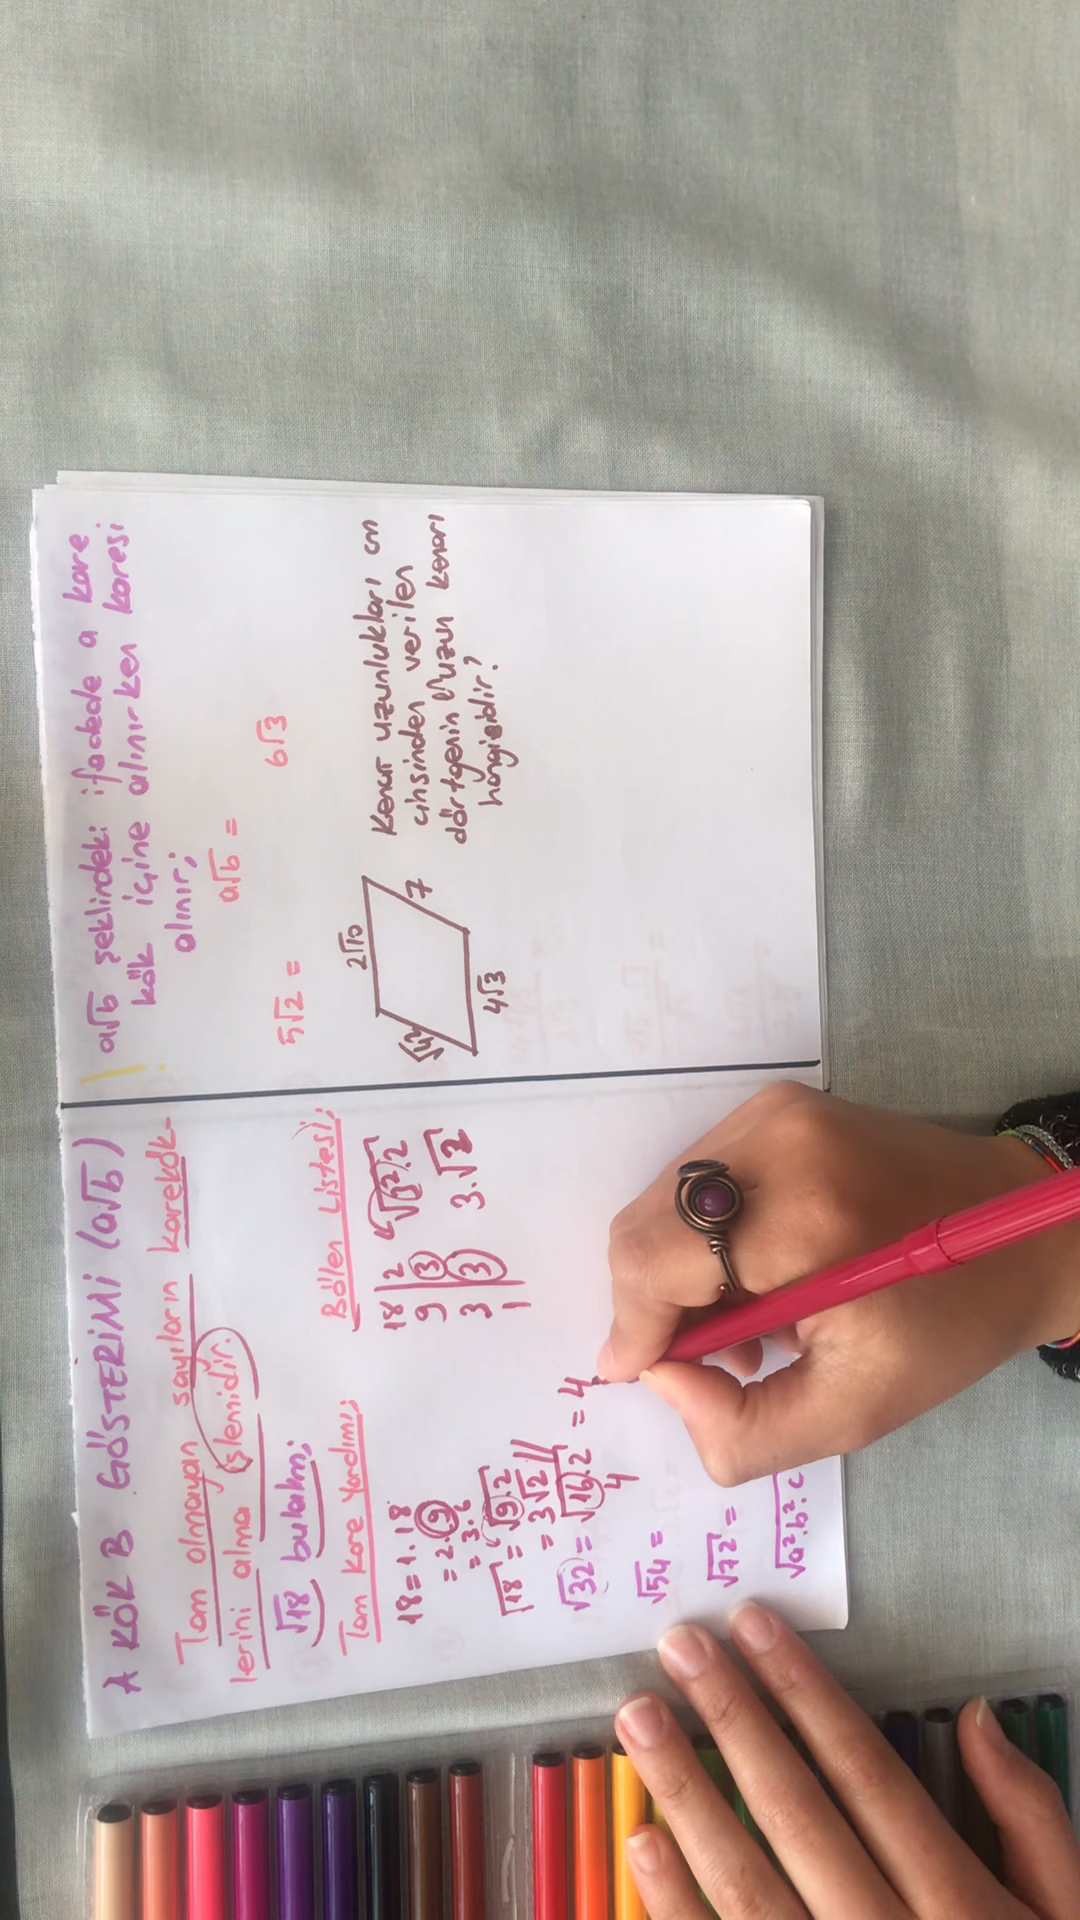 A KÖK B GÖSTERİMİ (a√b)
Tam olmayan sayıların karekök-
lerini alma işlemidir.
√18 bulalım;
Tam Kare Yardımı;
18 = 1.18
= 2.9
= 3.6
√18 = √9.2
= 3√2
√32 = √16.2 = 4
4
√54 =
√72 =
√a².b².c
Bölen Listesi;
18 | 2
9 | 3
3 | 3
1
√3².2
3.√2
! a√b şeklindeki ifadede a kare
kök içine alınırken karesi
alınır;
a√b =
5√2 =
6√3
2√10
7
4√3
Kenar uzunlukları cm
cinsinden verilen
dörtgenin uzun kenarı
hangisidir?